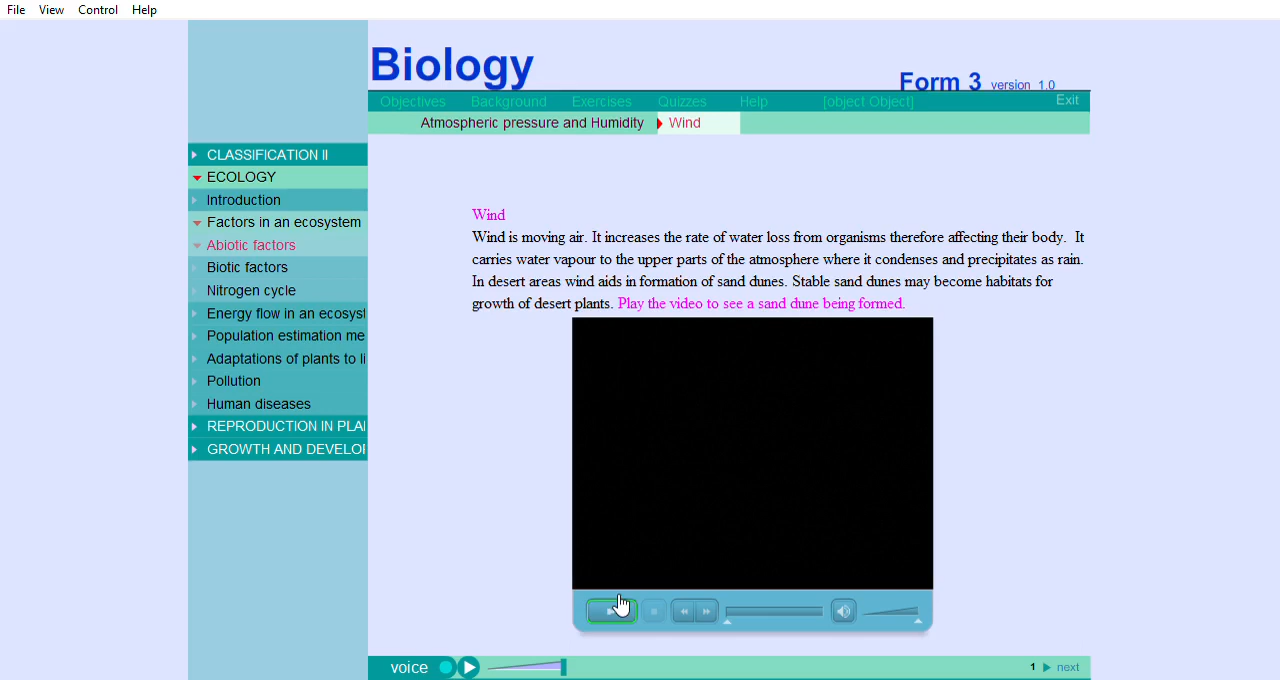 File View Control Help
Biology
Form 3 version 1.0
Objectives Background Exercises Quizzes Help [object Object] Exit
Atmospheric pressure and Humidity Wind
CLASSIFICATION II
ECOLOGY
Introduction
Factors in an ecosystem
Abiotic factors
Biotic factors
Nitrogen cycle
Energy flow in an ecosyst
Population estimation me
Adaptations of plants to li
Pollution
Human diseases
REPRODUCTION IN PLA
GROWTH AND DEVELO
Wind
Wind is moving air. It increases the rate of water loss from organisms therefore affecting their body. It
carries water vapour to the upper parts of the atmosphere where it condenses and precipitates as rain.
In desert areas wind aids in formation of sand dunes. Stable sand dunes may become habitats for
growth of desert plants. Play the video to see a sand dune being formed.
voice
1 next